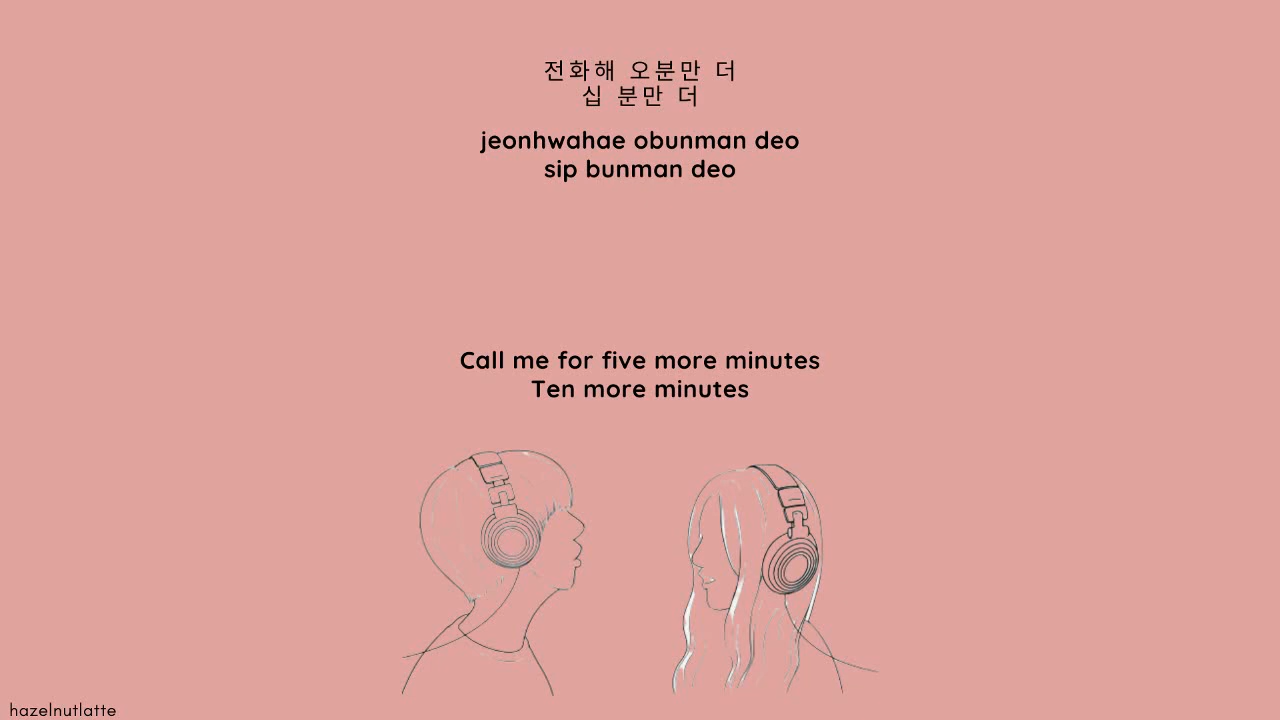 전화해 오분만 더
십 분만 더
jeonhwahae obunman deo
sip bunman deo
Call me for five more minutes
Ten more minutes
hazelnutlatte